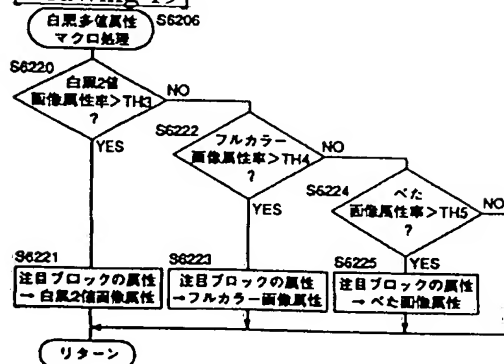 白黒多値属性
マクロ処理
S6206
S6220
白黒2値
画像属性率>TH3
?
NO
YES
S6222
フルカラー
画像属性率>TH4
?
NO
YES
S6224
べた
画像属性率>TH5
?
NO
YES
S6221
注目ブロックの属性
→白黒2値画像属性
S6223
注目ブロックの属性
→フルカラー画像属性
S6225
注目ブロックの属性
→べた画像属性
リターン